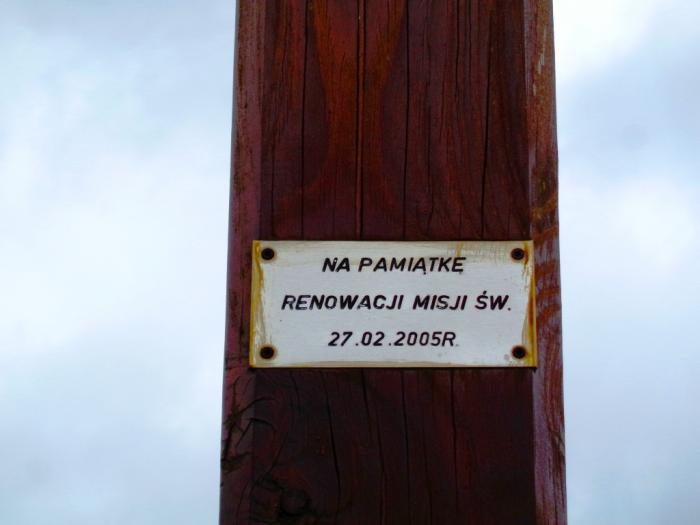 NA PAMIĄTKĘ
RENOWACJI MISJI ŚW.
27.02.2005R.